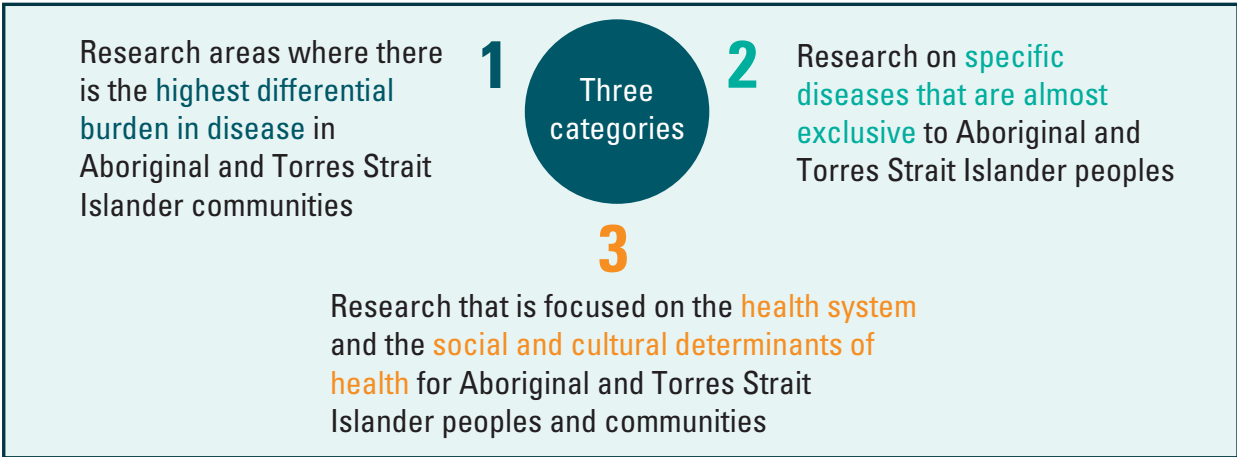 Three
categories
1
Research areas where there
is the highest differential
burden in disease in
Aboriginal and Torres Strait
Islander communities
2
Research on specific
diseases that are almost
exclusive to Aboriginal and
Torres Strait Islander peoples
3
Research that is focused on the health system
and the social and cultural determinants of
health for Aboriginal and Torres Strait
Islander peoples and communities